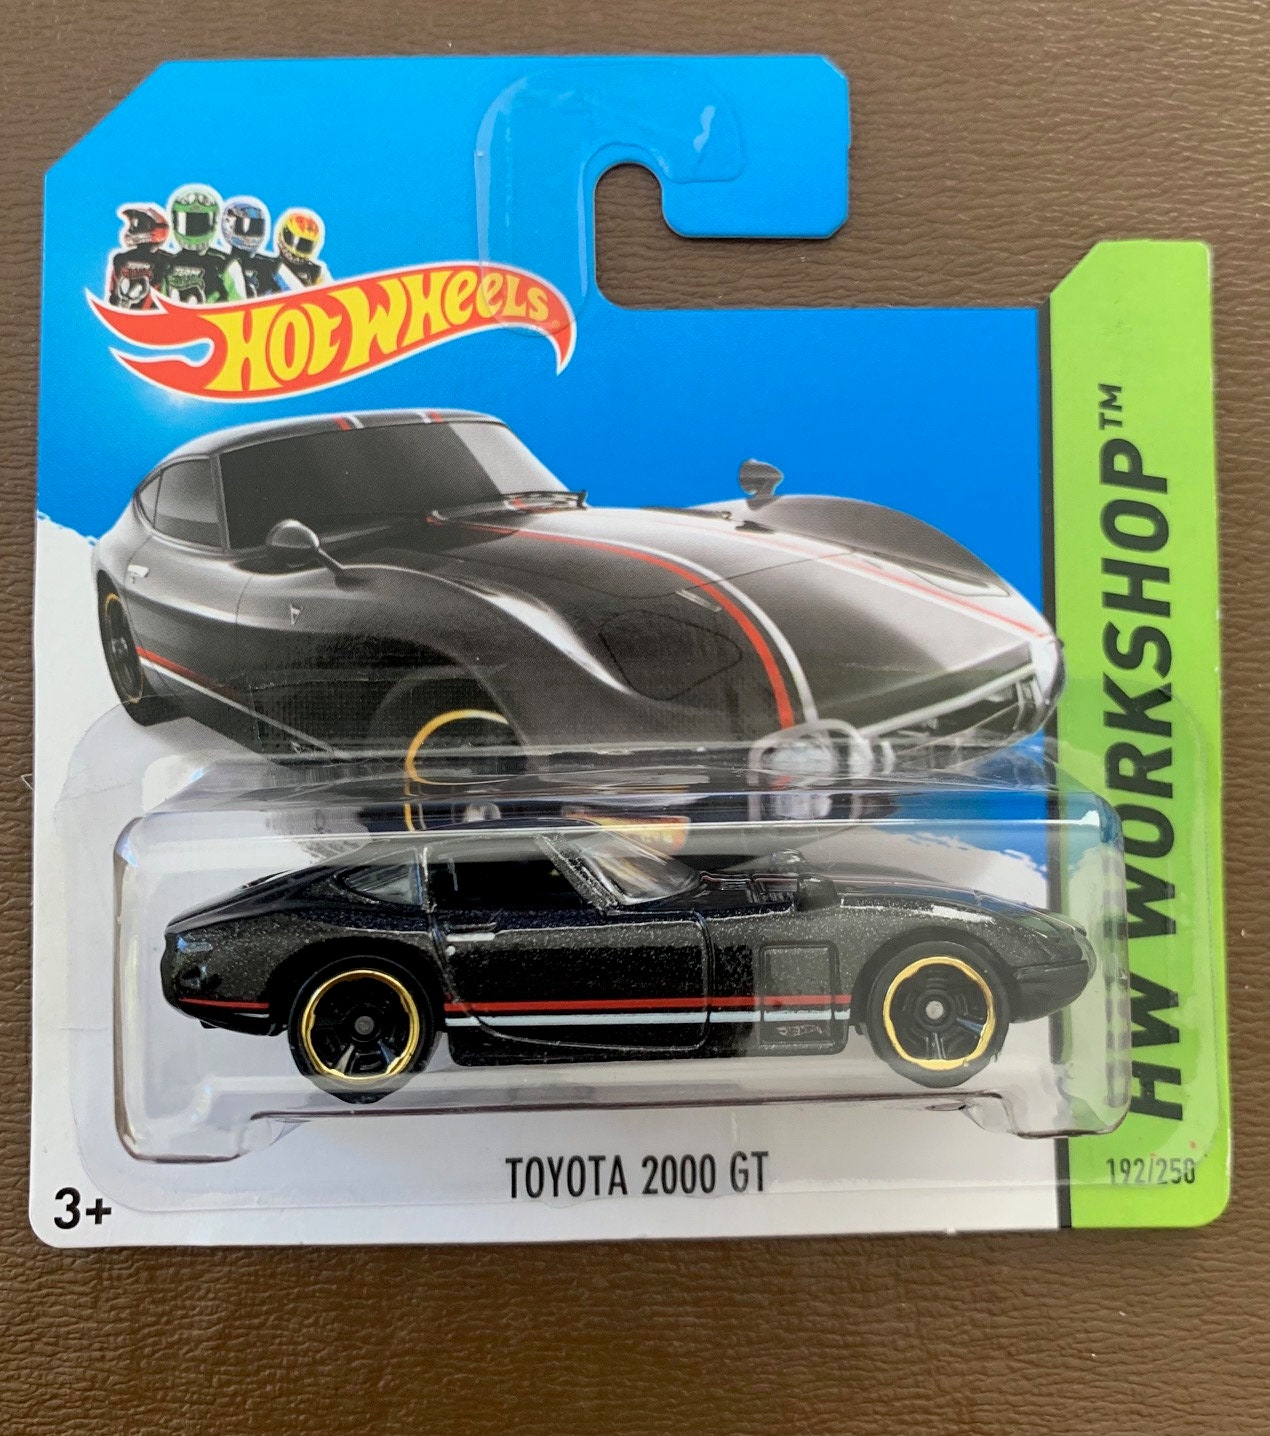 HOT WHEELS
HW WORKSHOP™
TOYOTA 2000 GT
192/250
3+